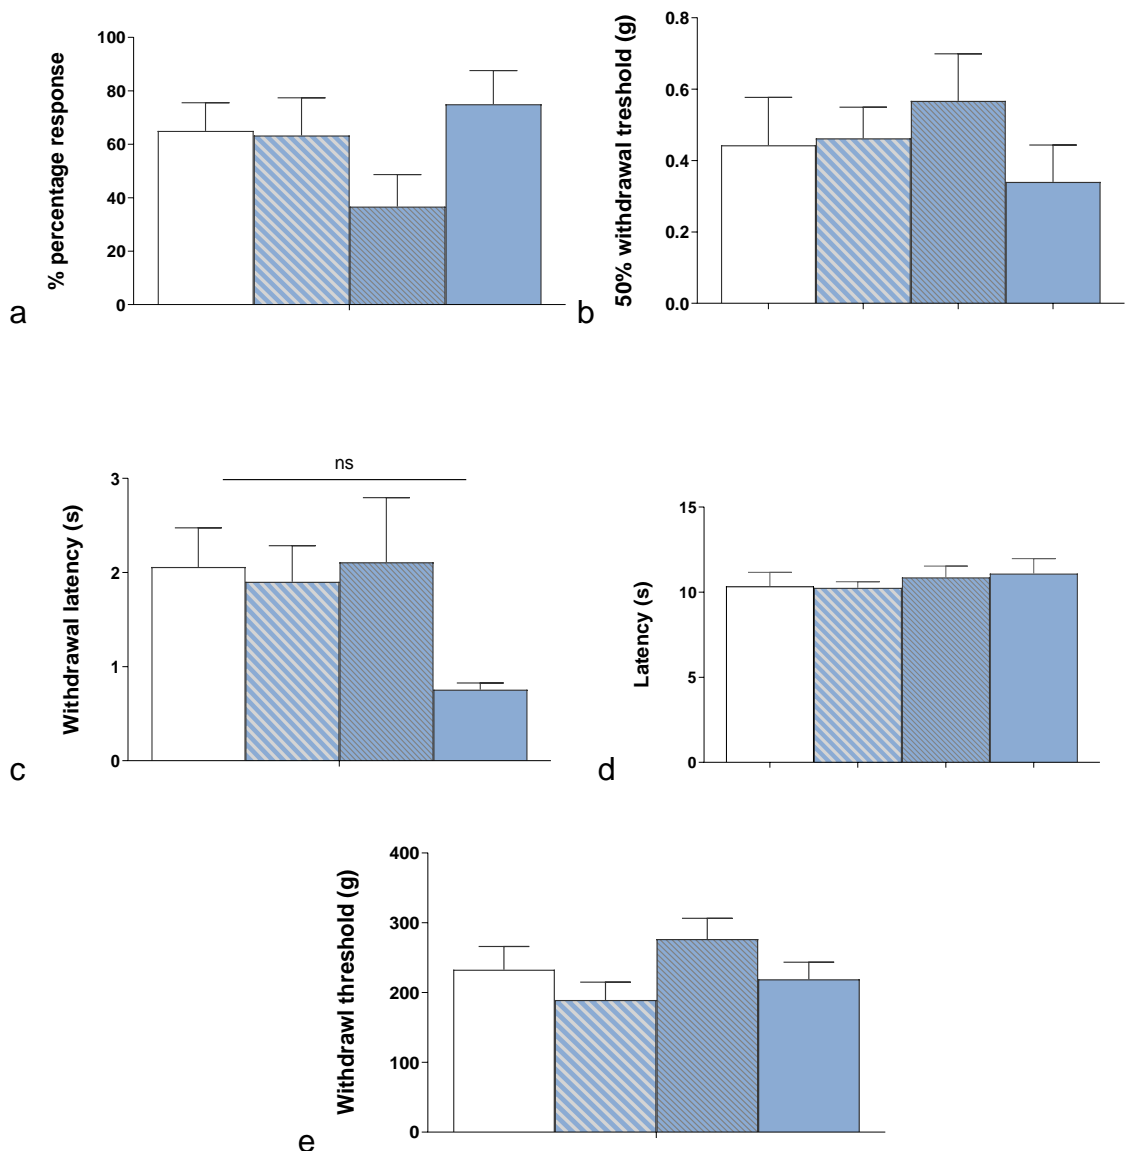 % percentage response
100
80
60
40
20
0
a
50% withdrawal treshold (g)
0.8
0.6
0.4
0.2
0.0
b
ns
Withdrawal latency (s)
3
2
1
0
c
Latency (s)
15
10
5
0
d
Withdrawl threshold (g)
400
300
200
100
0
e